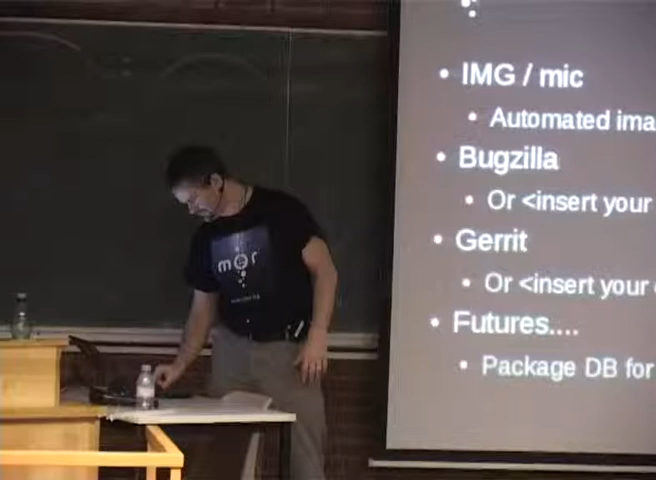 IMG / mic
Automated ima
Bugzilla
Or <insert your
Gerrit
Or <insert your
Futures....
Package DB for
mer